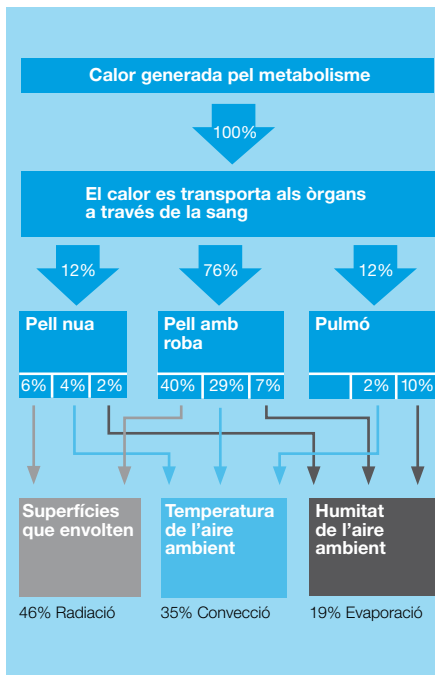 Calor generada pel metabolisme
100%
El calor es transporta als òrgans
a través de la sang
12%
76%
12%
Pell nua
Pell amb
roba
Pulmó
6% 4% 2%
40% 29% 7%
2% 10%
Superfícies
que envolten
Temperatura
de l'aire
ambient
Humitat
de l'aire
ambient
46% Radiació
35% Convecció
19% Evaporació